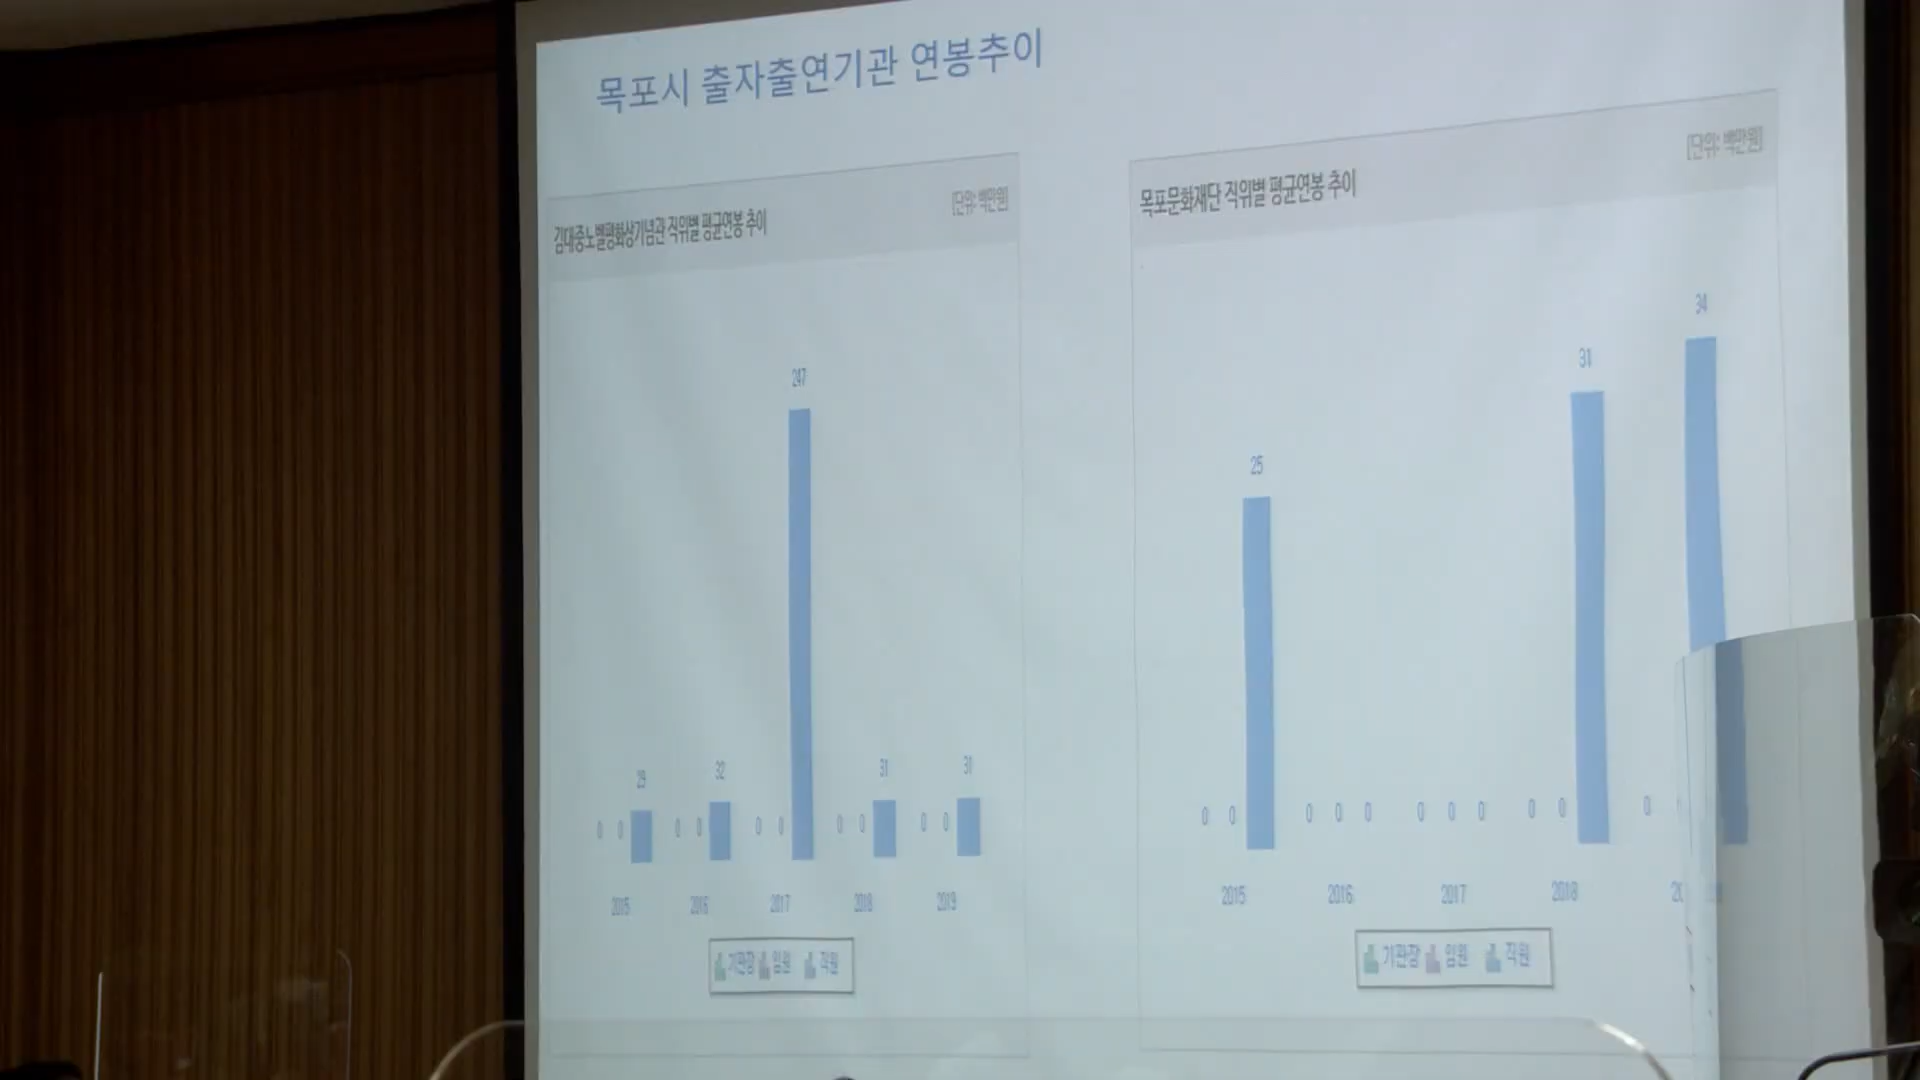 목포시 출자출연기관 연봉추이
김대중노벨평화상기념관 직위별 평균연봉 추이
[단위: 백만원]
247
29
32
31
31
0 0 0 0 0 0 0 0 0 0
2015 2016 2017 2018 2019
기관장 임원 직원
목포문화재단 직위별 평균연봉 추이
[단위: 백만원]
34
31
25
0 0 0 0 0 0 0 0 0 0 0
2015 2016 2017 2018
기관장 임원 직원